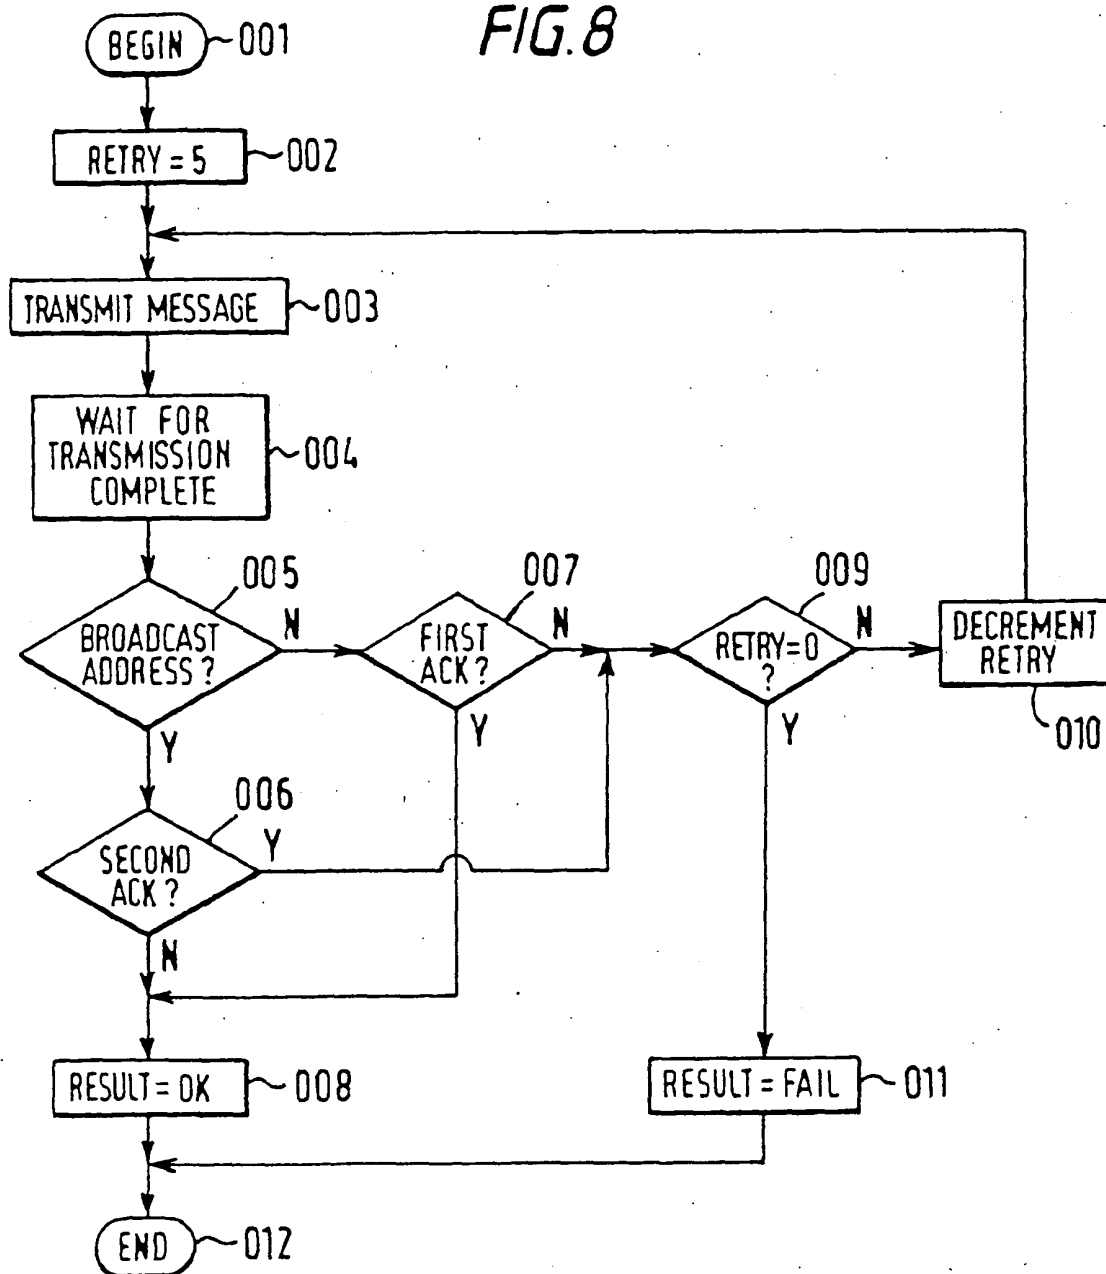 FIG.8
BEGIN
001
RETRY = 5
002
TRANSMIT MESSAGE
003
WAIT FOR
TRANSMISSION
COMPLETE
004
005
BROADCAST
ADDRESS ?
N
Y
007
FIRST
ACK ?
N
Y
009
RETRY=0
?
N
Y
DECREMENT
RETRY
010
006
SECOND
ACK ?
Y
N
RESULT = OK
008
RESULT = FAIL
011
END
012